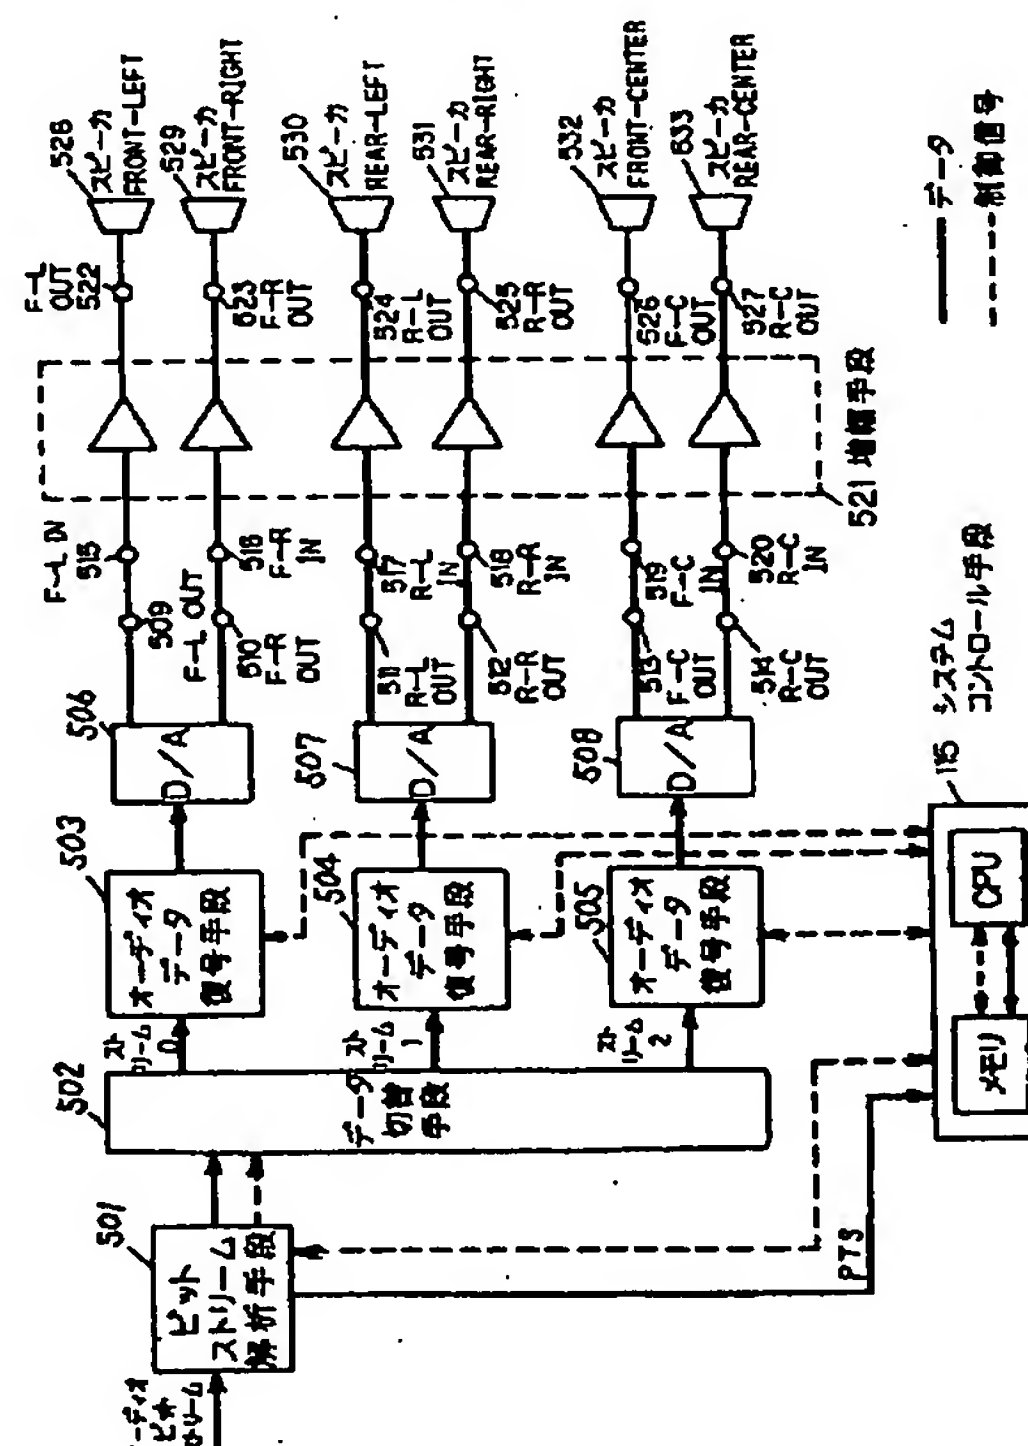 オーディオ
ビット
ストリーム
501
ビット
ストリーム
解析手段
502
データ
切替
手段
スト
リーム
0
スト
リーム
1
スト
リーム
2
503
オーディオ
データ
復号手段
504
オーディオ
データ
復号手段
505
オーディオ
データ
復号手段
506
D/A
507
D/A
508
D/A
509
F-L OUT
510
F-R
OUT
511
R-L
OUT
512
R-R
OUT
513
F-C
OUT
514
R-C
OUT
F-L IN
515
516
F-R
IN
517
R-L
IN
518
R-R
IN
519
F-C
IN
520
R-C
IN
521 増幅手段
F-L
OUT
522
523
F-R
OUT
524
R-L
OUT
525
R-R
OUT
526
F-C
OUT
527
R-C
OUT
528
スピーカ
FRONT-LEFT
529
スピーカ
FRONT-RIGHT
530
スピーカ
REAR-LEFT
531
スピーカ
REAR-RIGHT
532
スピーカ
FRONT-CENTER
533
スピーカ
REAR-CENTER
PTS
115 システム
コントロール手段
CPU
メモリ
データ
制御信号